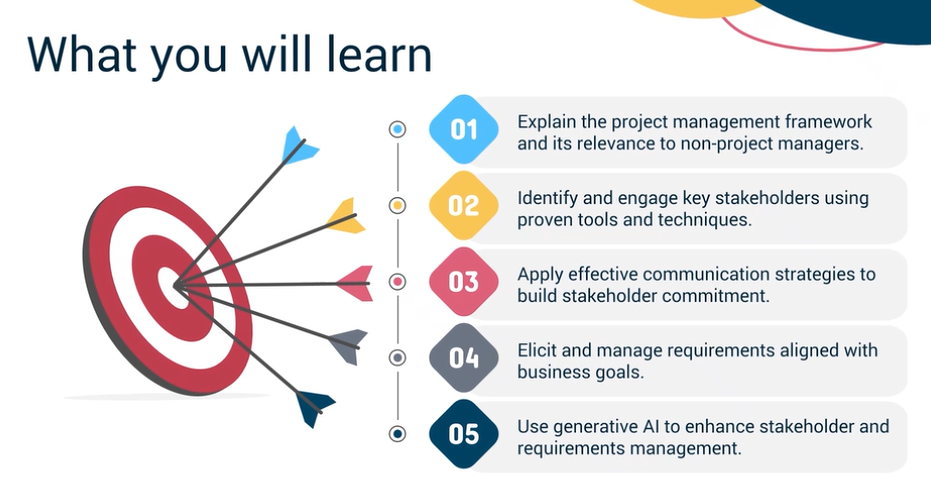 What you will learn
01
Explain the project management framework
and its relevance to non-project managers.
02
Identify and engage key stakeholders using
proven tools and techniques.
03
Apply effective communication strategies to
build stakeholder commitment.
04
Elicit and manage requirements aligned with
business goals.
05
Use generative AI to enhance stakeholder and
requirements management.